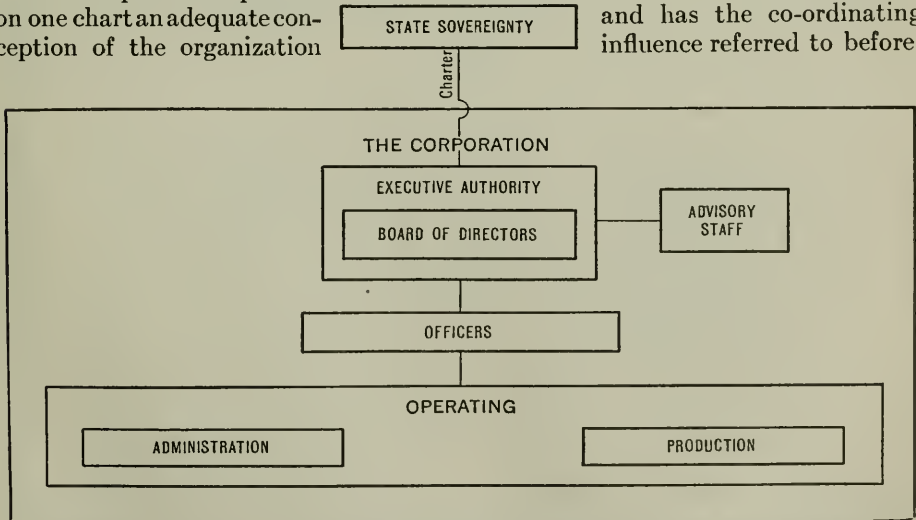 on one chart an adequate con-
ception of the organization
and has the co-ordinating
influence referred to before
STATE SOVEREIGNTY
Charter
THE CORPORATION
EXECUTIVE AUTHORITY
BOARD OF DIRECTORS
ADVISORY
STAFF
OFFICERS
OPERATING
ADMINISTRATION
PRODUCTION